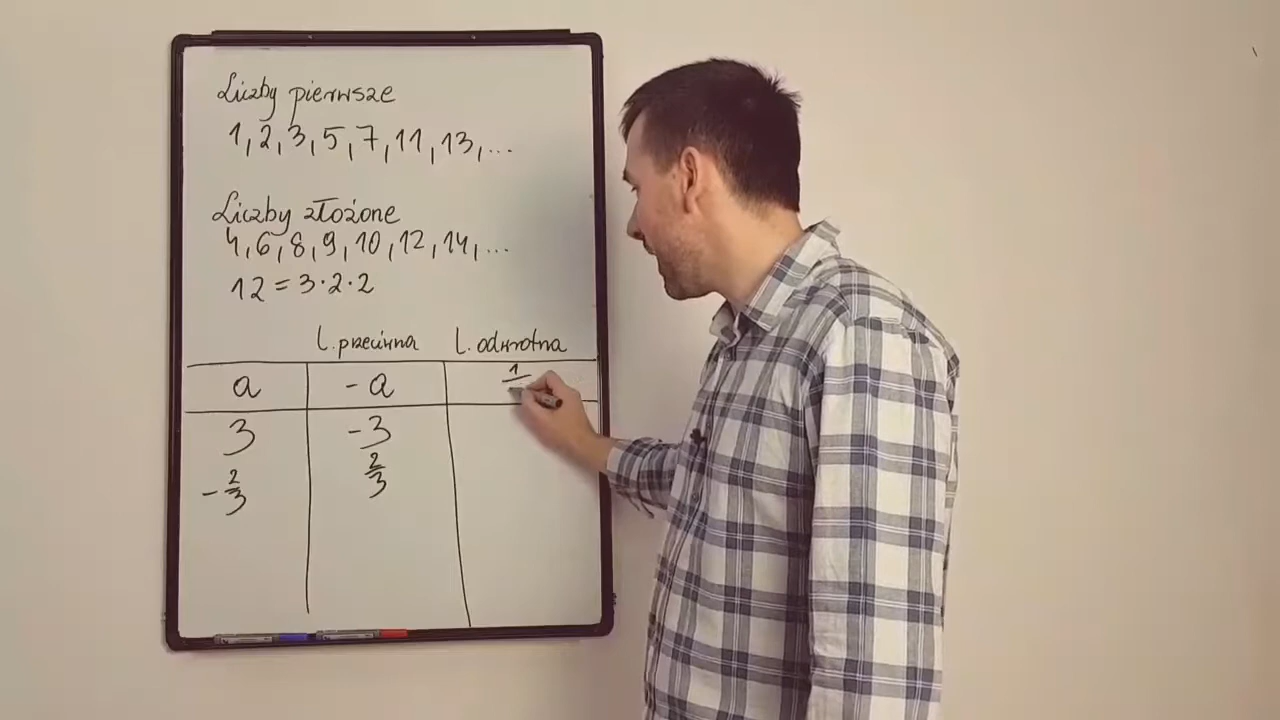 Liczby pierwsze
1, 2, 3, 5, 7, 11, 13, ...
Liczby złożone
4, 6, 8, 9, 10, 12, 14, ...
12 = 3·2·2
l. przeciwna l. odwrotna
a -a 1
3 -3
-2/3 2/3